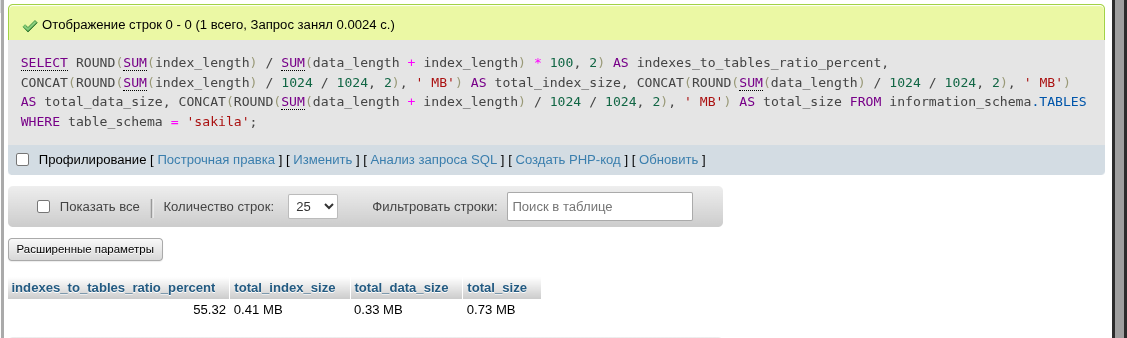 Отображение строк 0 - 0 (1 всего, Запрос занял 0.0024 с.)
SELECT ROUND(SUM(index_length) / SUM(data_length + index_length) * 100, 2) AS indexes_to_tables_ratio_percent,
CONCAT(ROUND(SUM(index_length) / 1024 / 1024, 2), ' MB') AS total_index_size, CONCAT(ROUND(SUM(data_length) / 1024 / 1024, 2), ' MB')
AS total_data_size, CONCAT(ROUND(SUM(data_length + index_length) / 1024 / 1024, 2), ' MB') AS total_size FROM information_schema.TABLES
WHERE table_schema = 'sakila';
Профилирование [ Построчная правка ] [ Изменить ] [ Анализ запроса SQL ] [ Создать PHP-код ] [ Обновить ]
Показать все | Количество строк: 25 Фильтровать строки: Поиск в таблице
Расширенные параметры
indexes_to_tables_ratio_percent total_index_size total_data_size total_size
55.32 0.41 MB 0.33 MB 0.73 MB